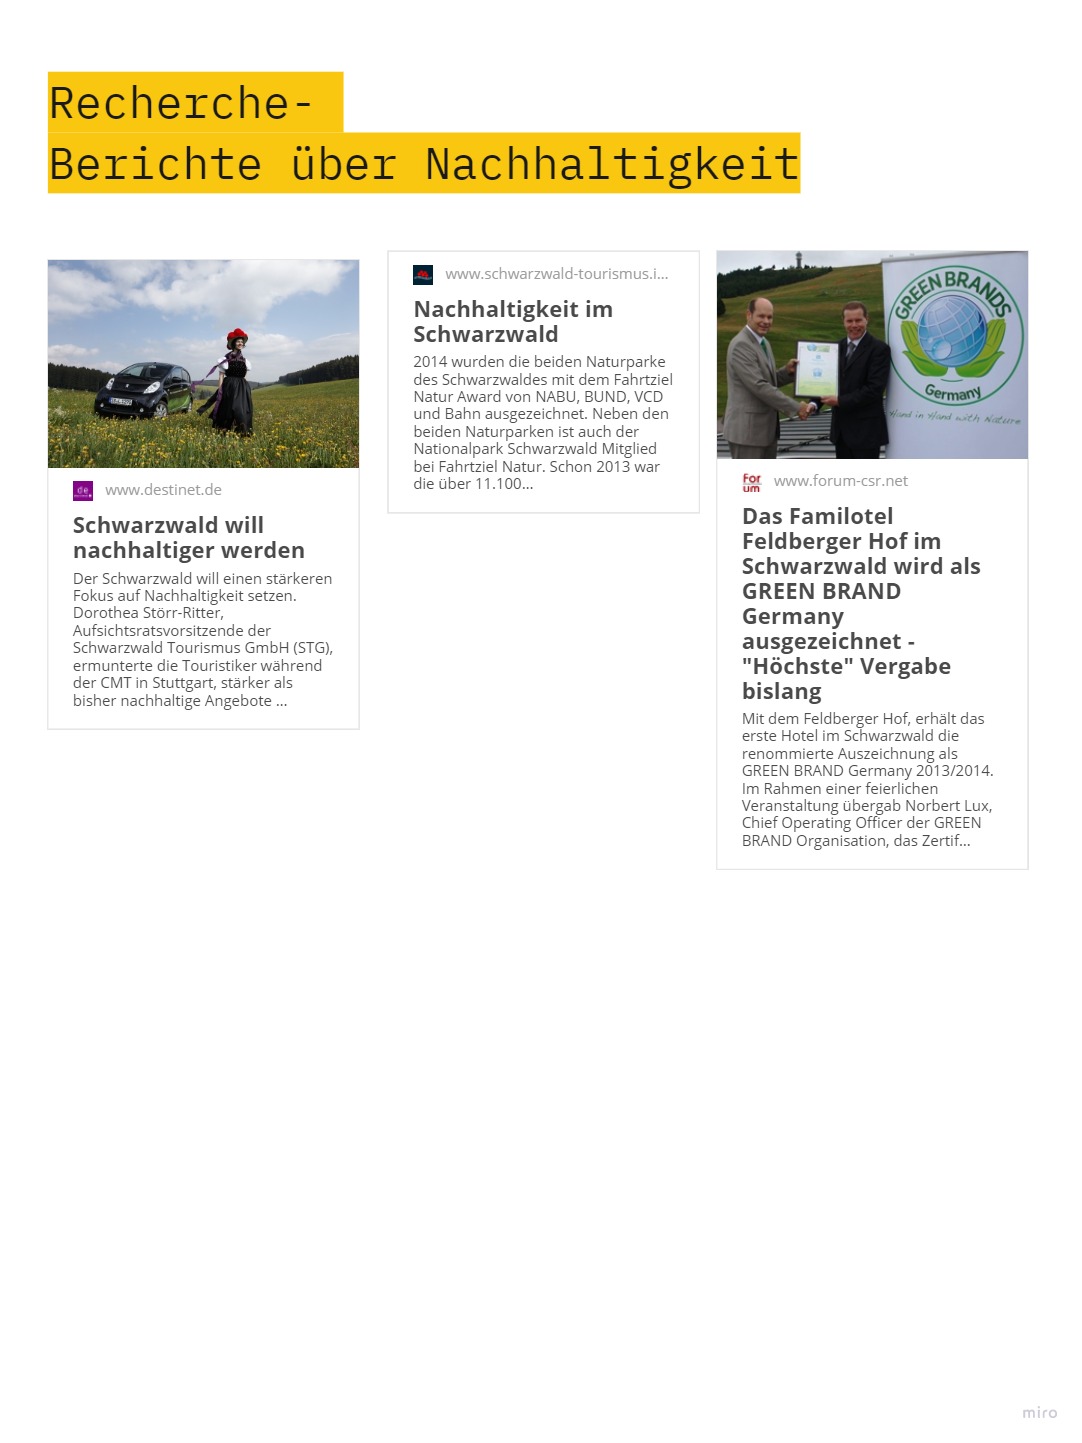 Recherche-
Berichte über Nachhaltigkeit
www.destinet.de
Schwarzwald will
nachhaltiger werden
Der Schwarzwald will einen stärkeren
Fokus auf Nachhaltigkeit setzen.
Dorothea Störr-Ritter,
Aufsichtsratsvorsitzende der
Schwarzwald Tourismus GmbH (STG),
ermunterte die Touristiker während
der CMT in Stuttgart, stärker als
bisher nachhaltige Angebote ...
www.schwarzwald-tourismus.i...
Nachhaltigkeit im
Schwarzwald
2014 wurden die beiden Naturparke
des Schwarzwaldes mit dem Fahrtziel
Natur Award von NABU, BUND, VCD
und Bahn ausgezeichnet. Neben den
beiden Naturparken ist auch der
Nationalpark Schwarzwald Mitglied
bei Fahrtziel Natur. Schon 2013 war
die über 11.100...
GREEN BRANDS
Germany
Hand in Hand with Nature
For
um
www.forum-csr.net
Das Familotel
Feldberger Hof im
Schwarzwald wird als
GREEN BRAND
Germany
ausgezeichnet -
"Höchste" Vergabe
bislang
Mit dem Feldberger Hof, erhält das
erste Hotel im Schwarzwald die
renommierte Auszeichnung als
GREEN BRAND Germany 2013/2014.
Im Rahmen einer feierlichen
Veranstaltung übergab Norbert Lux,
Chief Operating Officer der GREEN
BRAND Organisation, das Zertif...
miro